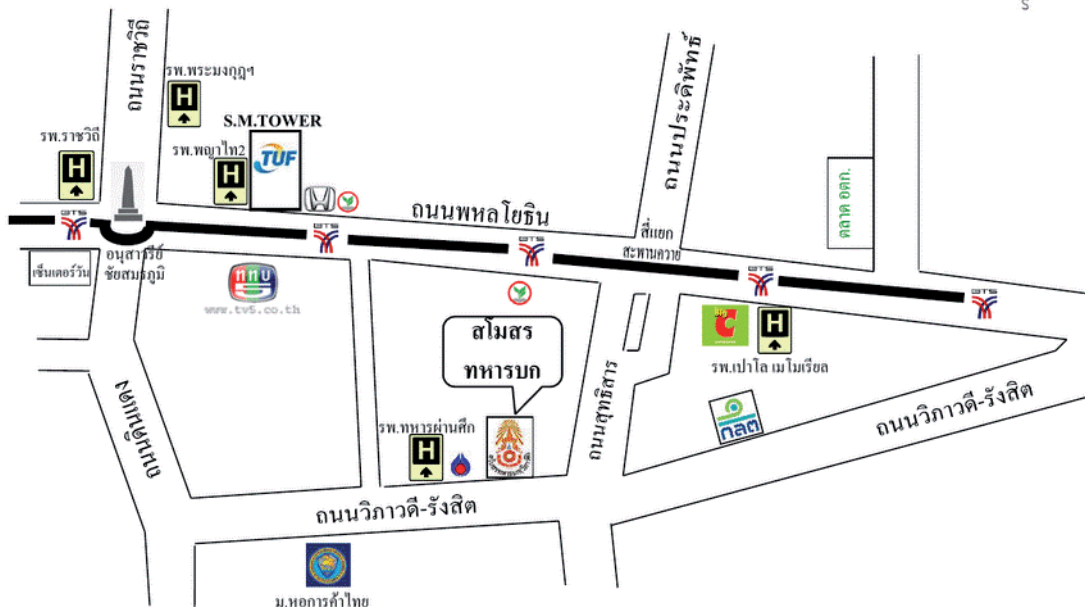 S
ถนนราชวิถี
รพ.พระมงกุฎฯ
H
S.M.TOWER
รพ.ราชวิถี
H
รพ.พญาไท2
H
TUF
ถนนประดิพัทธ์
ตลาด อตก.
ถนนพหลโยธิน
BTS
BTS
BTS
BTS
BTS
สี่แยก
สะพานควาย
อนุสาวรีย์
ชัยสมรภูมิ
เซ็นเตอร์วัน
ททบ
www.tv5.co.th
Big
C
H
รพ.เปาโล เมโมเรียล
สโมสร
ทหารบก
ถนนดินแดง
รพ.ทหารผ่านศึก
H
ถนนสุทธิสาร
กลต
ถนนวิภาวดี-รังสิต
ถนนวิภาวดี-รังสิต
ม.หอการค้าไทย